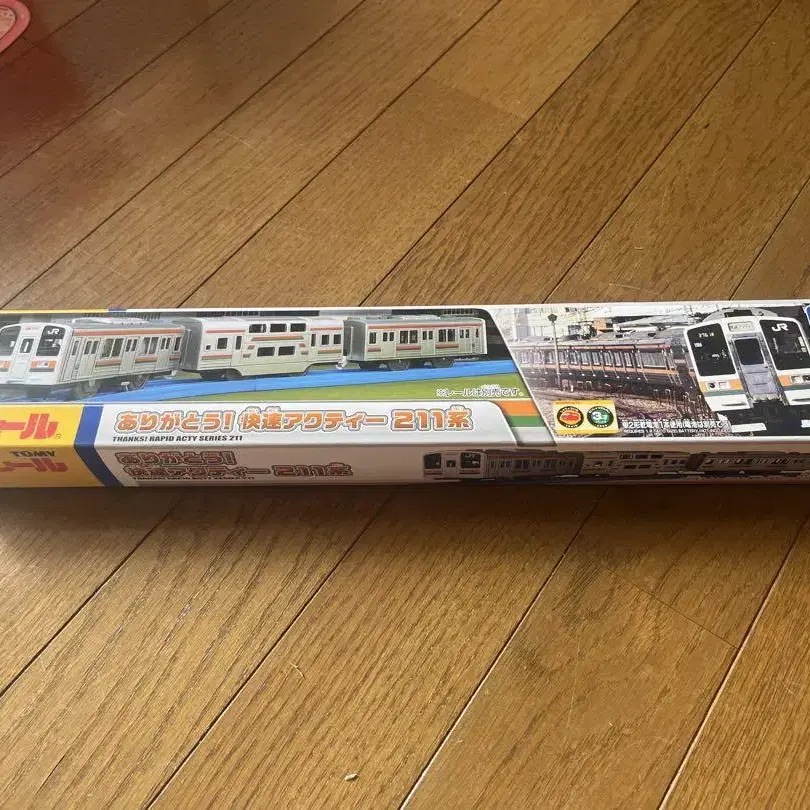 JR
※レールは別売です。
ール
ありがとう! 快速アクティー 211系
THANKS! RAPID ACTY SERIES 211
TOMY
ール
ありがとう!
快速アクティー 211系
JR